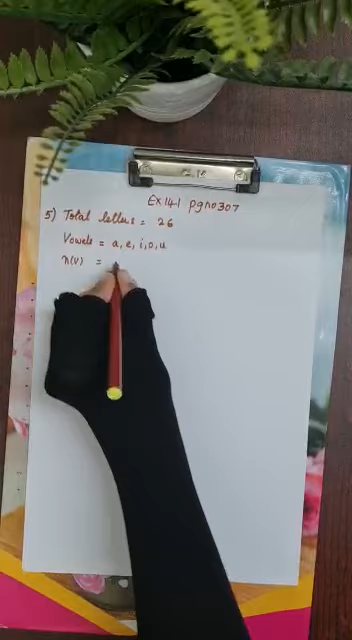 Ex 14.1 pg no 307
5) Total letters = 26
Vowels = a, e, i, o, u
n(v) =